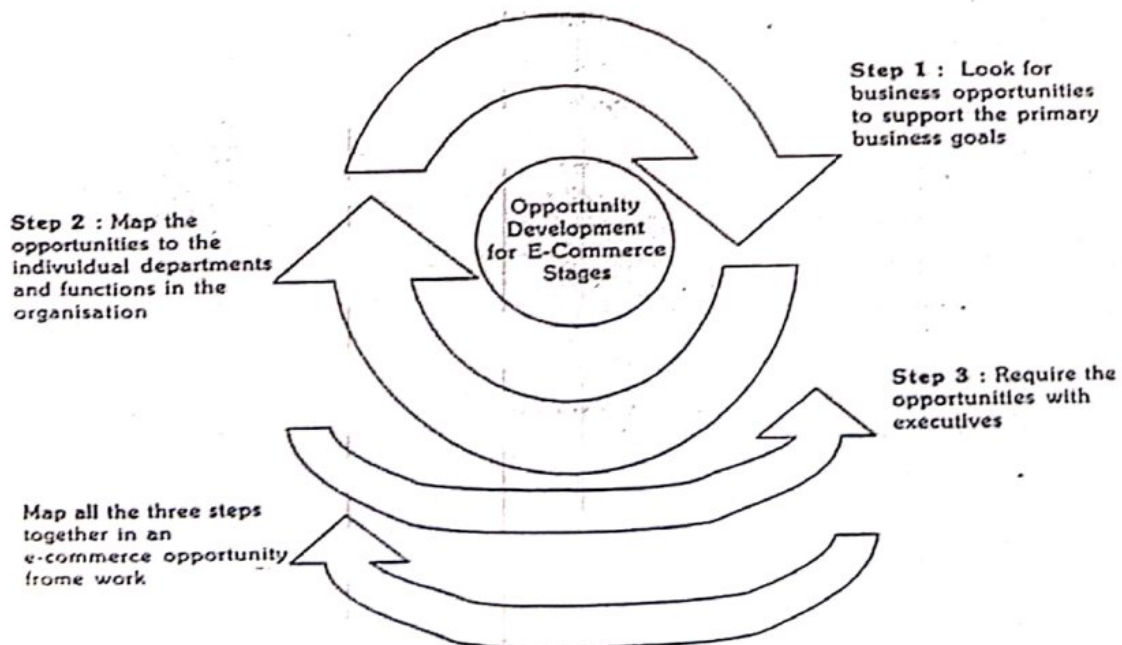 Step 1 : Look for
business opportunities
to support the primary
business goals
Opportunity
Development
for E-Commerce
Stages
Step 2 : Map the
opportunities to the
indivuidual departments
and functions in the
organisation
Step 3 : Require the
opportunities with
executives
Map all the three steps
together in an
e-commerce opportunity
frome work